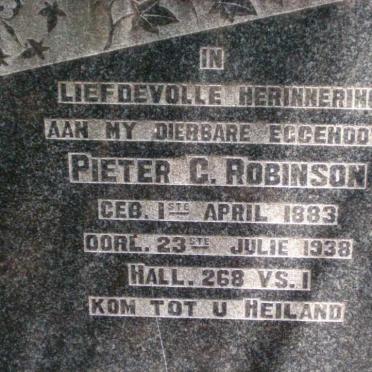 IN
LIEFDEVOLLE HERINNERING
AAN MY DIERBARE EGGENOO
PIETER G. ROBINSON
GEB. 1STE APRIL 1883
OORL. 23STE JULIE 1938
HALL. 268 VS. 1
KOM TOT U HEILAND